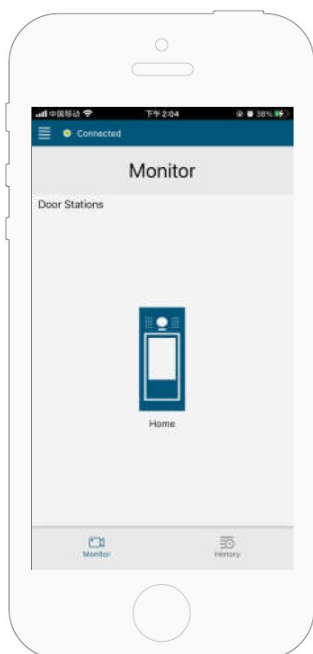 中国移动 下午2:04 38%
Connected
Monitor
Door Stations
Home
Monitor History